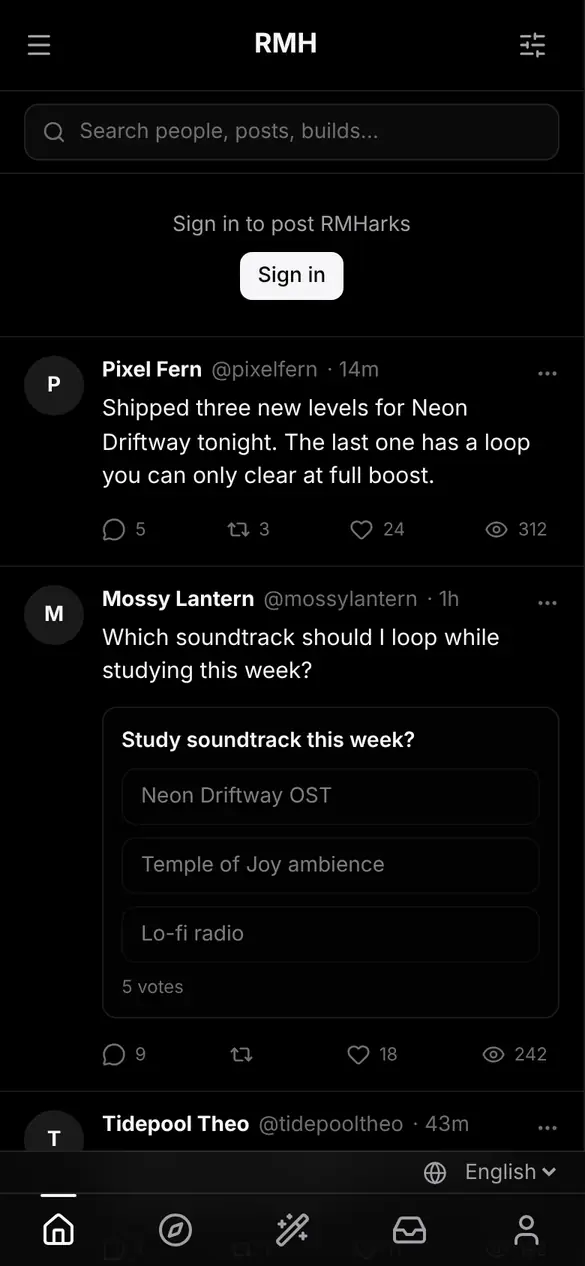 RMH
Search people, posts, builds...
Sign in to post RMHarks
Sign in
P
Pixel Fern @pixelfern · 14m
Shipped three new levels for Neon
Driftway tonight. The last one has a loop
you can only clear at full boost.
5 3 24 312
M
Mossy Lantern @mossylantern · 1h
Which soundtrack should I loop while
studying this week?
Study soundtrack this week?
Neon Driftway OST
Temple of Joy ambience
Lo-fi radio
5 votes
9 18 242
T
Tidepool Theo @tidepooltheo · 43m
English